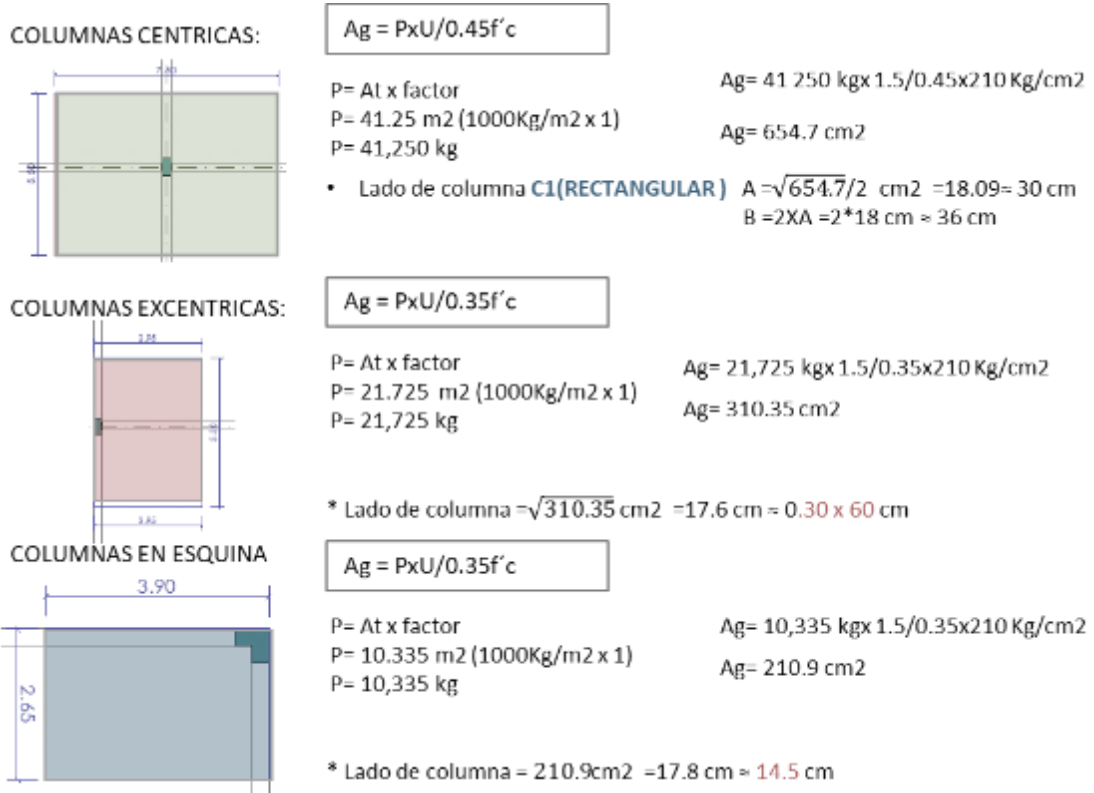 COLUMNAS CENTRICAS:
Ag = PxU/0.45f´c
7.80
P= At x factor
P= 41.25 m2 (1000Kg/m2 x 1)
P= 41,250 kg
Ag= 41 250 kgx 1.5/0.45x210 Kg/cm2
Ag= 654.7 cm2
• Lado de columna C1(RECTANGULAR ) A =√654.7/2 cm2 =18.09≈ 30 cm
B =2XA =2*18 cm ≈ 36 cm
COLUMNAS EXCENTRICAS:
Ag = PxU/0.35f´c
P= At x factor
P= 21.725 m2 (1000Kg/m2 x 1)
P= 21,725 kg
Ag= 21,725 kgx 1.5/0.35x210 Kg/cm2
Ag= 310.35 cm2
* Lado de columna =√310.35 cm2 =17.6 cm ≈ 0.30 x 60 cm
COLUMNAS EN ESQUINA
Ag = PxU/0.35f´c
3.90
2.65
P= At x factor
P= 10.335 m2 (1000Kg/m2 x 1)
P= 10,335 kg
Ag= 10,335 kgx 1.5/0.35x210 Kg/cm2
Ag= 210.9 cm2
* Lado de columna = 210.9cm2 =17.8 cm ≈ 14.5 cm